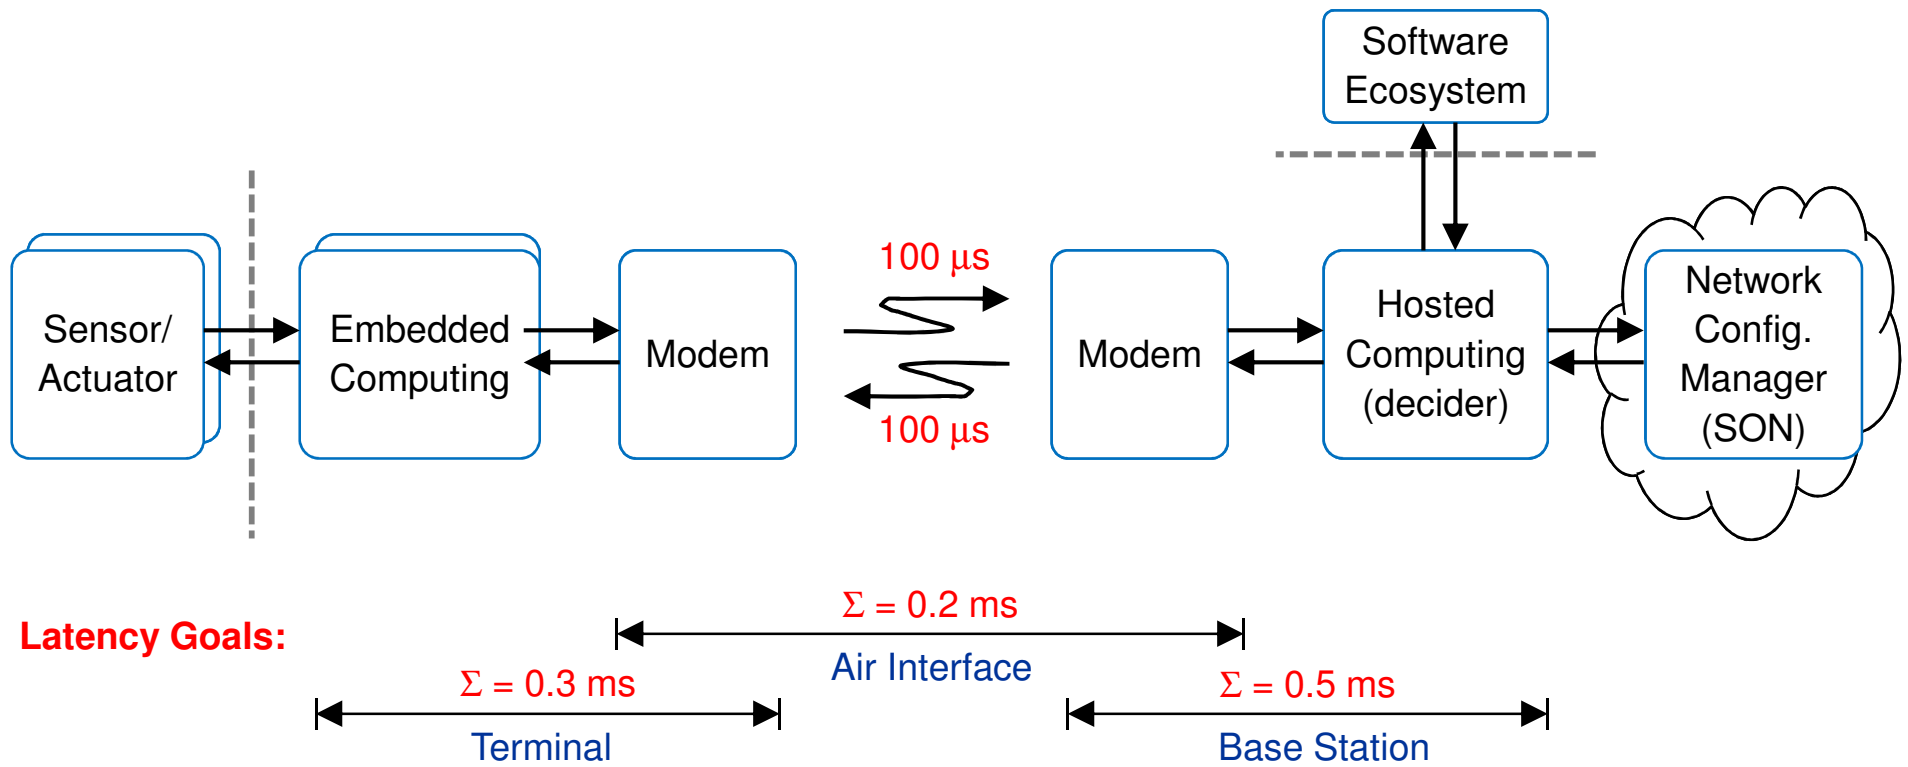 Software
Ecosystem
Sensor/
Actuator
Embedded
Computing
Modem
100 μs
100 μs
Modem
Hosted
Computing
(decider)
Network
Config.
Manager
(SON)
Latency Goals:
Σ = 0.2 ms
Air Interface
Σ = 0.3 ms
Terminal
Σ = 0.5 ms
Base Station